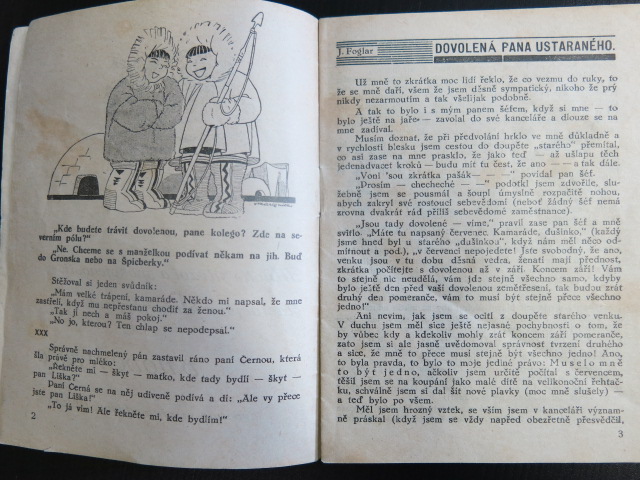 „Kde budete trávit dovolenou, pane kolego? Zde na se-
verním pólu?"
„Ne. Chceme se s manželkou podívat někam na jih. Buď
do Gronska nebo na Špicberky."
Stěžoval si jeden svůdník:
„Mám velké trápení, kamaráde. Někdo mi napsal, že mne
zastřelí, když mu nepřestanu chodit za ženou."
„Tak jí nech a máš pokoj."
„No jo, kterou? Ten chlap se nepodepsal."
XXX
Správně nachmelený pán zastavil ráno paní Černou, která
šla právě pro mléko:
„Řekněte mi — škyt — matko, kde tady bydlí — škyt —
pan Liška?"
Paní Černá se na něj udiveně podívá a dí: „Ale vy přece
jste pan Liška!"
„To já vím! Ale řekněte mi, kde bydlím!"
2
J. Foglar
DOVOLENÁ PANA USTARANÉHO.
Už mně to zkrátka moc lidí řeklo, že co vezmu do ruky, to
že se mně daří, všem že jsem děsně sympatický, nikoho že prý
nikdy nezarmoutím a tak všelijak podobně.
A tak to bylo i s mým panem šéfem, když si mne — to
bylo ještě na jaře — zavolal do své kanceláře a dlouze se na
mne zadíval.
Musím doznat, že při předvolání hrklo ve mně důkladně a
v rychlosti blesku jsem cestou do doupěte „starého" přemítal,
co asi zase na mne prasklo, že jako teď — až ušlapu těch
jedenadvacet kroků — budu mít tu čest, že ano — — a tak dále.
„Voni 'sou zkrátka pašák— —" povídal pan šéf.
„Prosím — chechechě — —" podotkl jsem zdvořile, slu-
žebně jsem se pousmál a šoupl úmyslně rozpačitě nohou,
abych zakryl své rostoucí sebevědomí (neboť žádný šéf nemá
zrovna dvakrát rád příliš sebevědomé zaměstnance).
„Jsou tady dovolené — víme," pravil zase pan šéf a mně
svitlo. „Máte tu napsaný červenec. Kamaráde, dušinko," (každý
jsme hned byl u starého „dušinkou", když nám měl něco od-
mítnout a pod.), „v červenci nepojedete! Jste svobodný, že ano,
venku jsou v tu dobu děsná vedra, ženatí mají přednost,
zkrátka počítejte s dovolenou až v září. Koncem září! Vám
to stejně nic neudělá, vám jde stejně všechno samo, kdyby
bylo ještě den před vaší dovolenou zemětřesení, tak budou zrát
druhý den pomeranče, vám to musí být stejně přece všechno
jedno!"
Ani nevím, jak jsem se octil z doupěte starého venku.
V duchu jsem měl sice ještě nejasné pochybnosti o tom, že
by vůbec kdy a kdekoliv mohly zrát koncem září pomeranče,
zato jsem si ale jasně uvědomoval správnost tvrzení druhého
a sice, že mně to přece musí stejně být všechno jedno! Ano,
to byla pravda, to bylo to moje jediné právo: Muselo mně
to být jedno, ačkoliv jsem určitě počítal s červencem,
těšil jsem se na koupání jako malé dítě na velikonoční řehtač-
ku, schválně jsem si dal šít nové plavky (moc mně slušely) —
a teď bylo po všem.
Měl jsem hrozný vztek, se vším jsem v kanceláři význam-
ně práskal (když jsem se vždy napřed obezřetně přesvědčil,
3